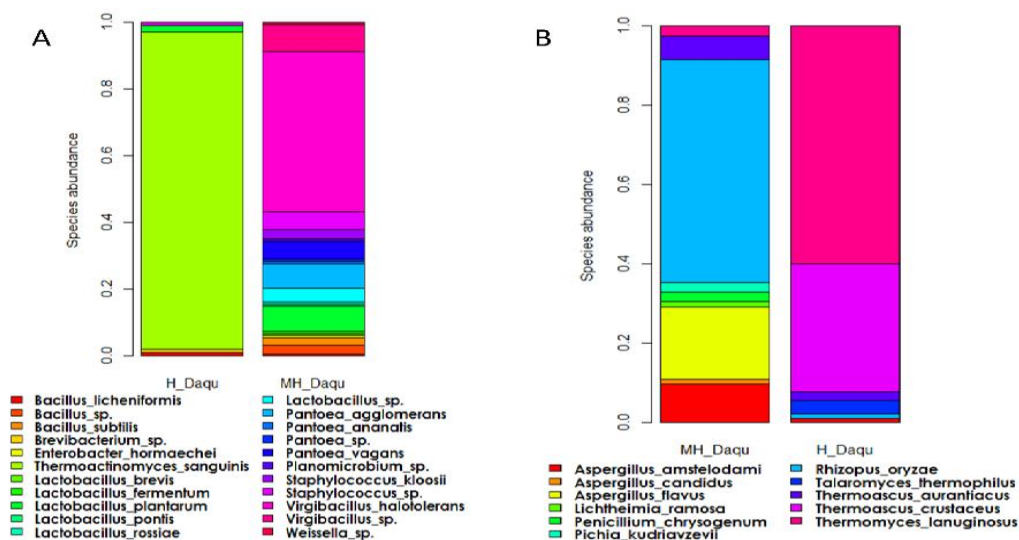 A
B
Species abundance
0.0 0.2 0.4 0.6 0.8 1.0
H_Daqu MH_Daqu
Bacillus_licheniformis
Bacillus_sp.
Bacillus_subtilis
Brevibacterium_sp.
Enterobacter_hormaechei
Thermoactinomyces_sanguinis
Lactobacillus_brevis
Lactobacillus_fermentum
Lactobacillus_plantarum
Lactobacillus_pontis
Lactobacillus_rossiae
Lactobacillus_sp.
Pantoea_agglomerans
Pantoea_ananatis
Pantoea_sp.
Pantoea_vagans
Planomicrobium_sp.
Staphylococcus_kloosii
Staphylococcus_sp.
Virgibacillus_halotolerans
Virgibacillus_sp.
Weissella_sp.
Species abundance
0.0 0.2 0.4 0.6 0.8 1.0
MH_Daqu H_Daqu
Aspergillus_amstelodami
Aspergillus_candidus
Aspergillus_flavus
Lichtheimia_ramosa
Penicillium_chrysogenum
Pichia_kudriavzevii
Rhizopus_oryzae
Talaromyces_thermophilus
Thermoascus_aurantiacus
Thermoascus_crustaceus
Thermomyces_lanuginosus